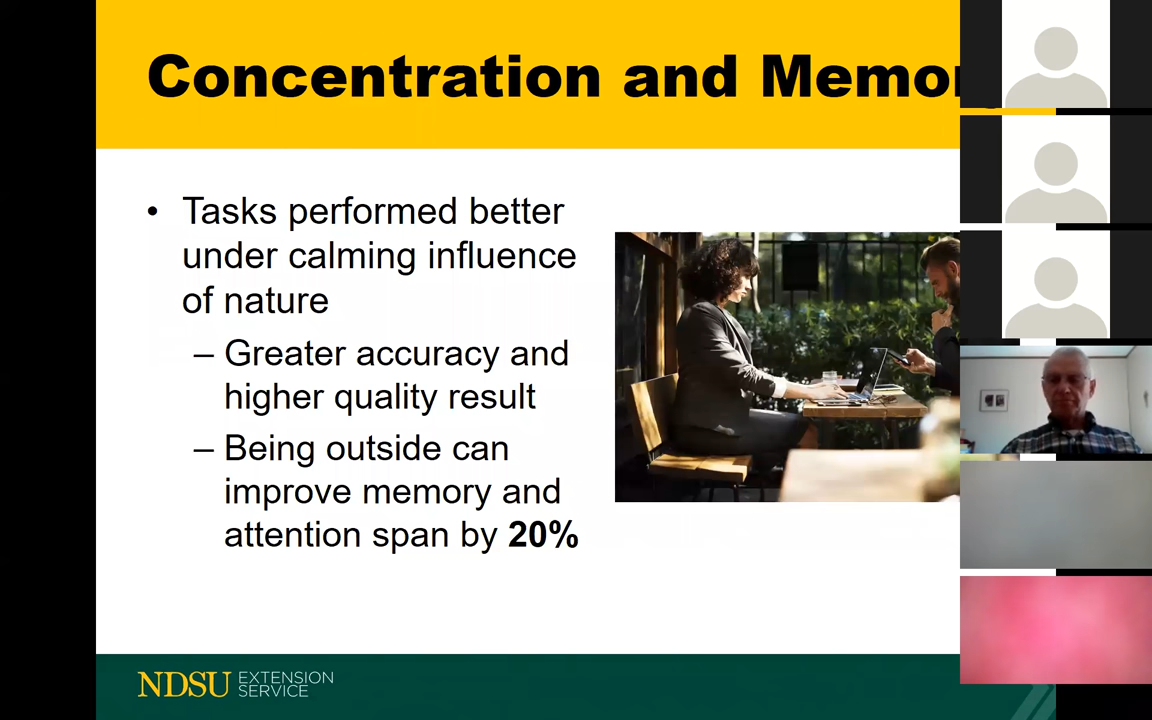 Concentration and Memory
• Tasks performed better
under calming influence
of nature
– Greater accuracy and
higher quality result
– Being outside can
improve memory and
attention span by 20%
NDSU EXTENSION
SERVICE